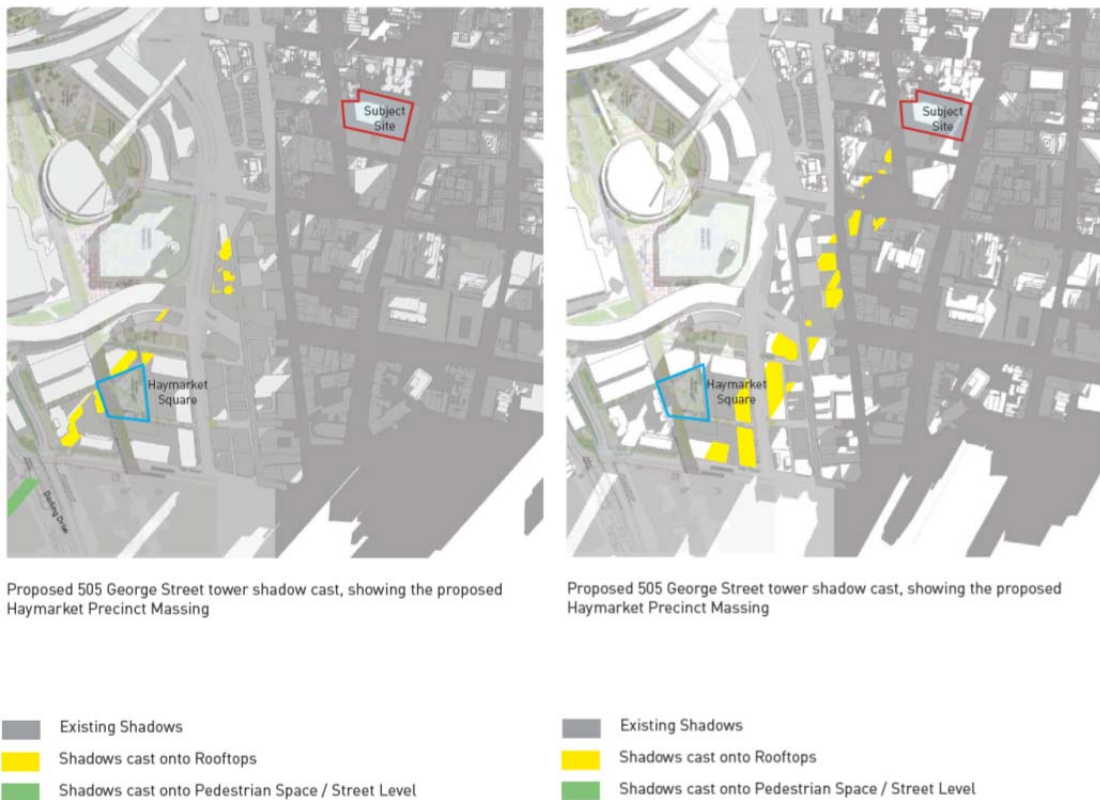 Subject
Site
Haymarket
Square
Darling Drive
Proposed 505 George Street tower shadow cast, showing the proposed
Haymarket Precinct Massing
Existing Shadows
Shadows cast onto Rooftops
Shadows cast onto Pedestrian Space / Street Level
Subject
Site
Haymarket
Square
Proposed 505 George Street tower shadow cast, showing the proposed
Haymarket Precinct Massing
Existing Shadows
Shadows cast onto Rooftops
Shadows cast onto Pedestrian Space / Street Level